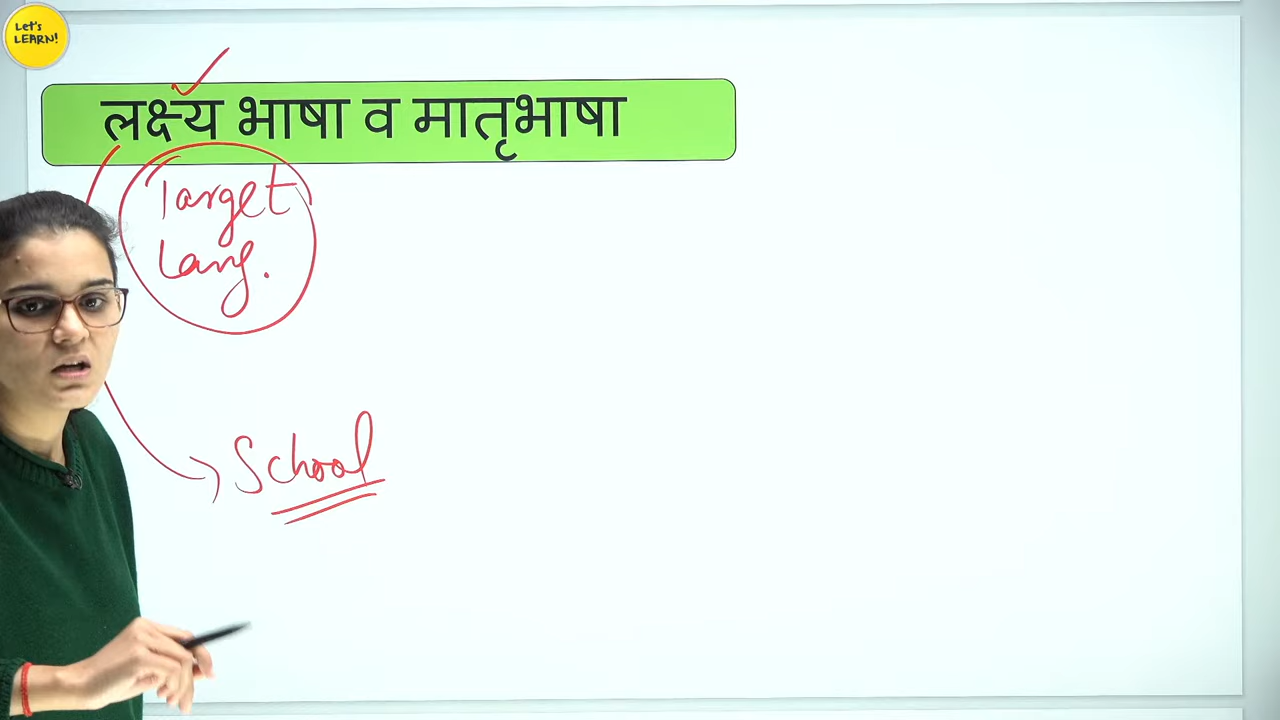 Let's
LEARN!
लक्ष्य भाषा व मातृभाषा
Target
Lang.
School